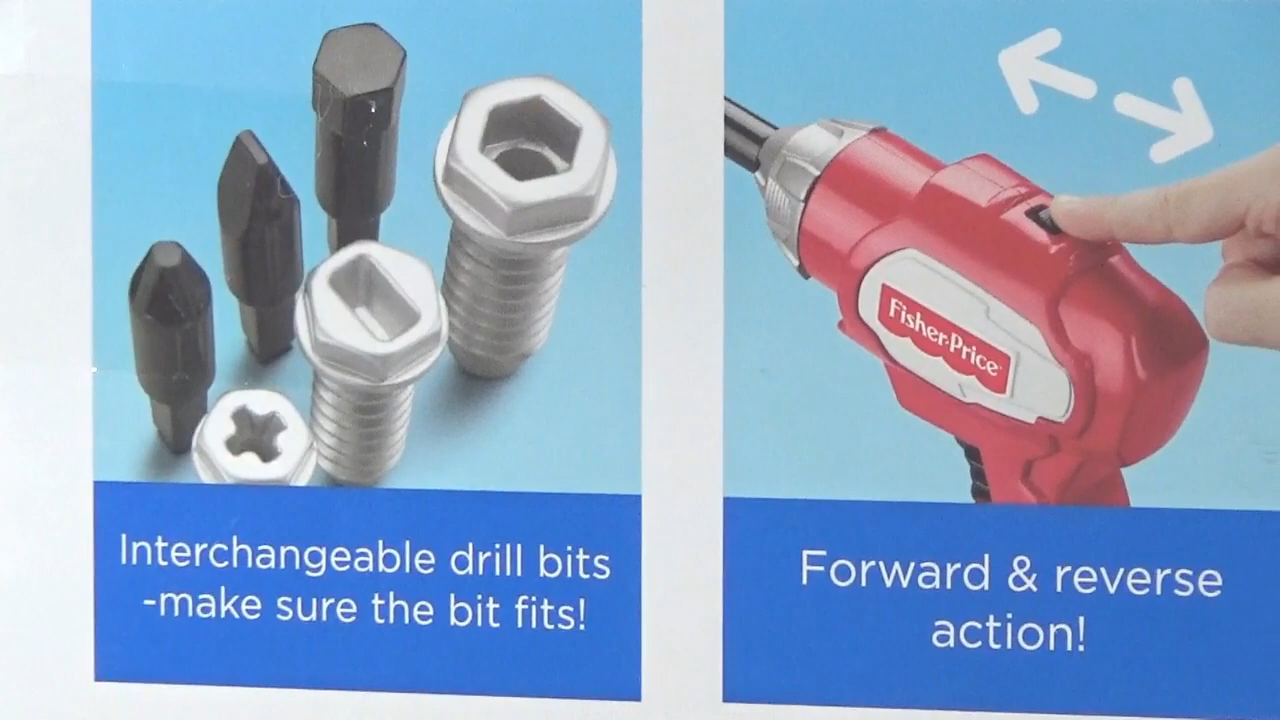 Fisher-Price
Interchangeable drill bits
-make sure the bit fits!
Forward & reverse
action!